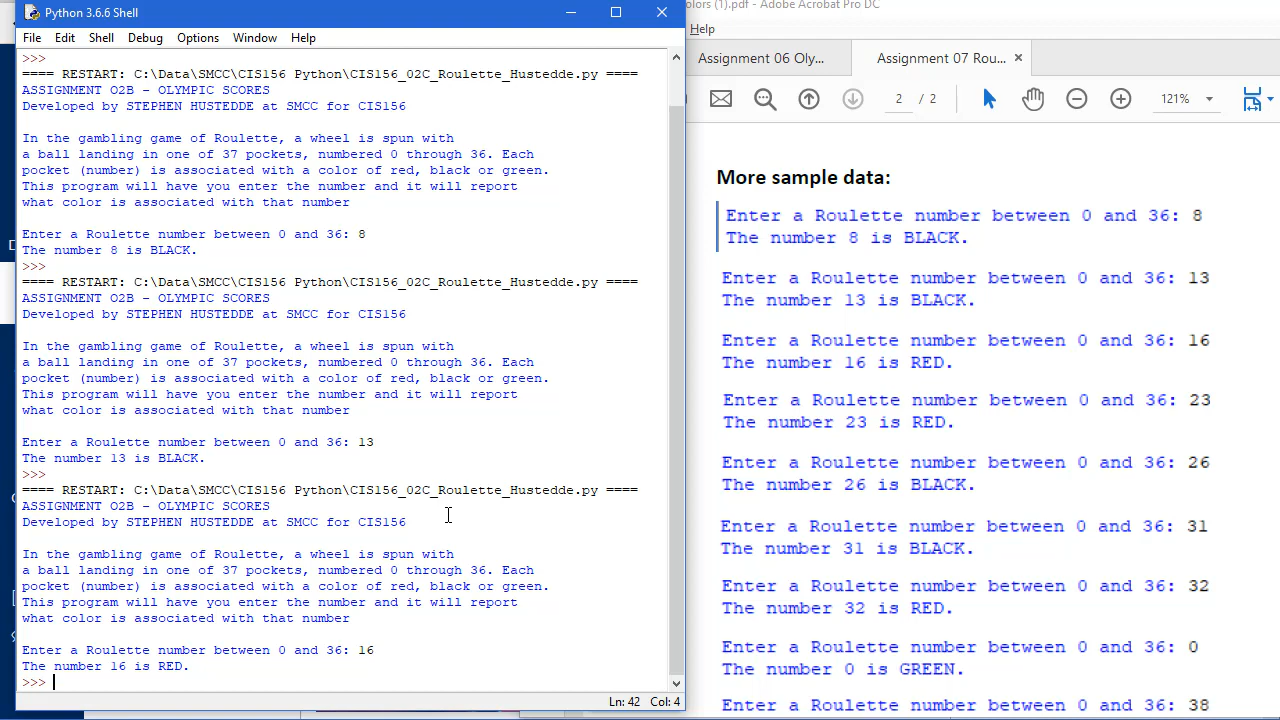 Python 3.6.6 Shell
File Edit Shell Debug Options Window Help
>>>
==== RESTART: C:\Data\SMCC\CIS156 Python\CIS156_02C_Roulette_Hustedde.py ====
ASSIGNMENT O2B - OLYMPIC SCORES
Developed by STEPHEN HUSTEDDE at SMCC for CIS156
In the gambling game of Roulette, a wheel is spun with
a ball landing in one of 37 pockets, numbered 0 through 36. Each
pocket (number) is associated with a color of red, black or green.
This program will have you enter the number and it will report
what color is associated with that number
Enter a Roulette number between 0 and 36: 8
The number 8 is BLACK.
>>>
==== RESTART: C:\Data\SMCC\CIS156 Python\CIS156_02C_Roulette_Hustedde.py ====
ASSIGNMENT O2B - OLYMPIC SCORES
Developed by STEPHEN HUSTEDDE at SMCC for CIS156
In the gambling game of Roulette, a wheel is spun with
a ball landing in one of 37 pockets, numbered 0 through 36. Each
pocket (number) is associated with a color of red, black or green.
This program will have you enter the number and it will report
what color is associated with that number
Enter a Roulette number between 0 and 36: 13
The number 13 is BLACK.
>>>
==== RESTART: C:\Data\SMCC\CIS156 Python\CIS156_02C_Roulette_Hustedde.py ====
ASSIGNMENT O2B - OLYMPIC SCORES
Developed by STEPHEN HUSTEDDE at SMCC for CIS156
In the gambling game of Roulette, a wheel is spun with
a ball landing in one of 37 pockets, numbered 0 through 36. Each
pocket (number) is associated with a color of red, black or green.
This program will have you enter the number and it will report
what color is associated with that number
Enter a Roulette number between 0 and 36: 16
The number 16 is RED.
>>>
Ln: 42 Col: 4
olors (1).pdf - Adobe Acrobat Pro DC
Help
Assignment 06 Oly... Assignment 07 Rou... ×
2 / 2 121%
More sample data:
Enter a Roulette number between 0 and 36: 8
The number 8 is BLACK.
Enter a Roulette number between 0 and 36: 13
The number 13 is BLACK.
Enter a Roulette number between 0 and 36: 16
The number 16 is RED.
Enter a Roulette number between 0 and 36: 23
The number 23 is RED.
Enter a Roulette number between 0 and 36: 26
The number 26 is BLACK.
Enter a Roulette number between 0 and 36: 31
The number 31 is BLACK.
Enter a Roulette number between 0 and 36: 32
The number 32 is RED.
Enter a Roulette number between 0 and 36: 0
The number 0 is GREEN.
Enter a Roulette number between 0 and 36: 38